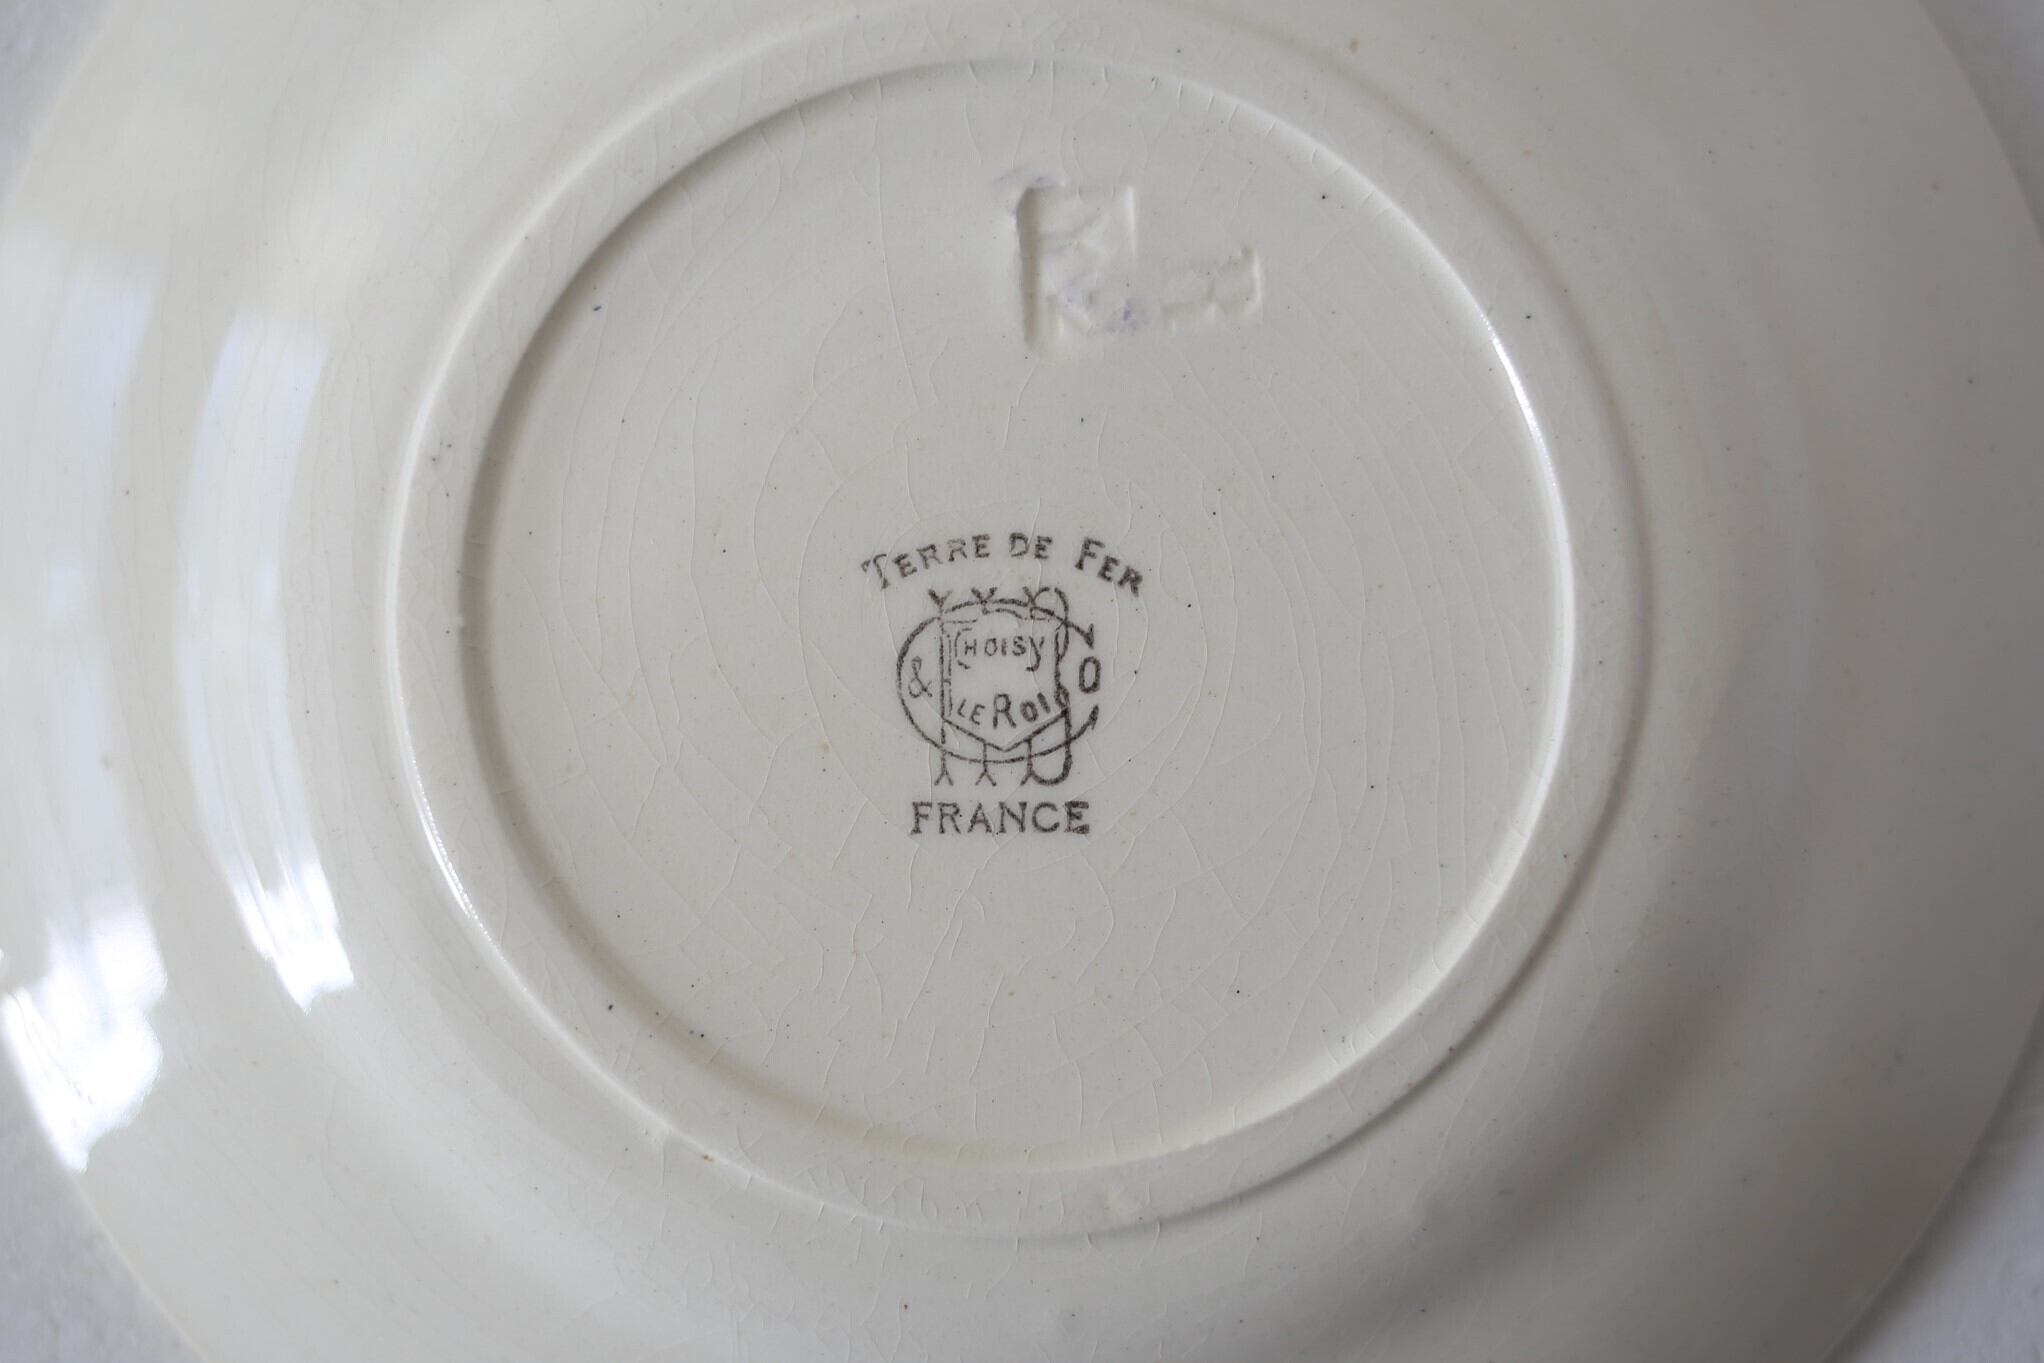 TERRE DE FER
CHOISY
& Co
LE ROI
FRANCE